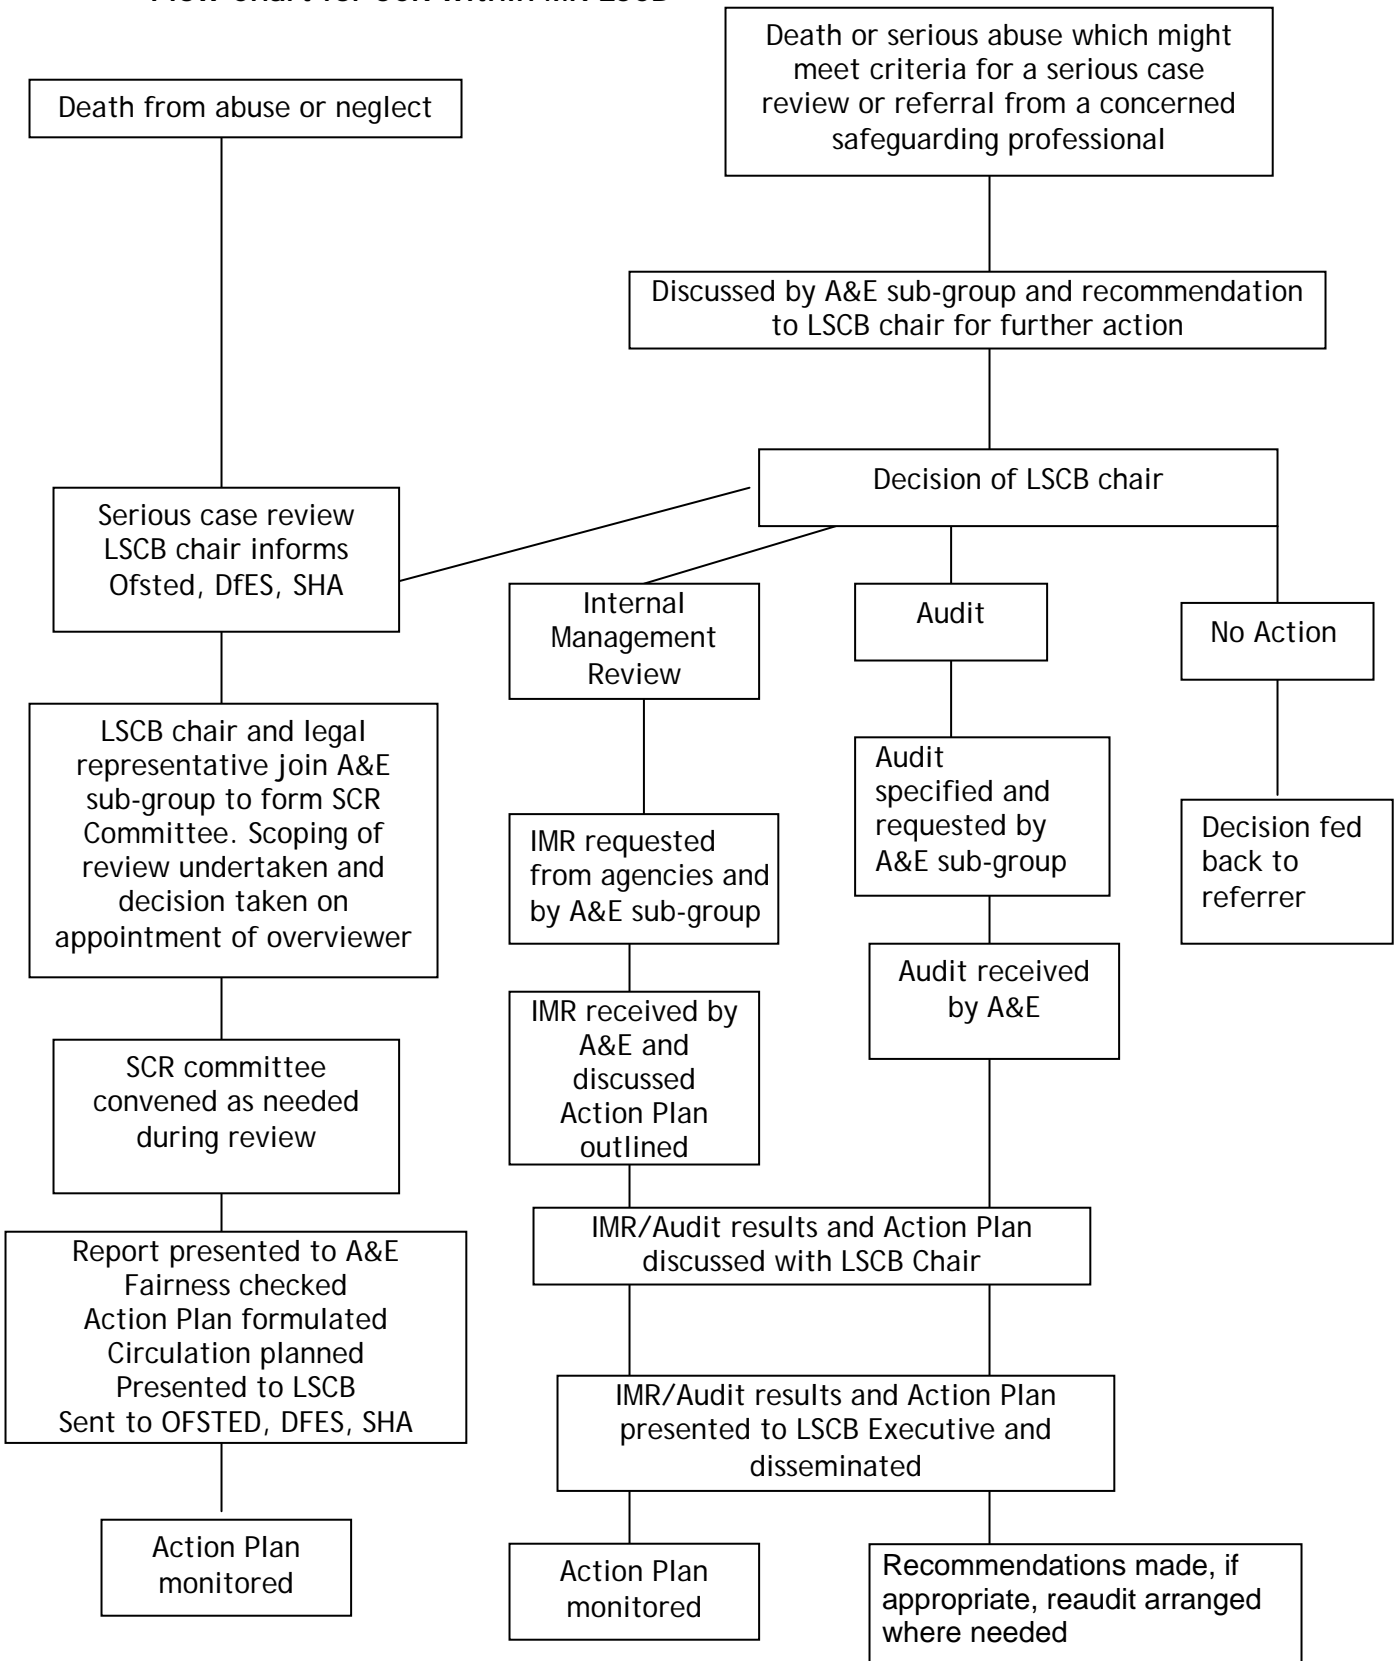 Death or serious abuse which might
meet criteria for a serious case
review or referral from a concerned
safeguarding professional
Death from abuse or neglect
Discussed by A&E sub-group and recommendation
to LSCB chair for further action
Decision of LSCB chair
Serious case review
LSCB chair informs
Ofsted, DfES, SHA
Internal
Management
Review
Audit
No Action
LSCB chair and legal
representative join A&E
sub-group to form SCR
Committee. Scoping of
review undertaken and
decision taken on
appointment of overviewer
IMR requested
from agencies and
by A&E sub-group
Audit
specified and
requested by
A&E sub-group
Decision fed
back to
referrer
Audit received
by A&E
IMR received by
A&E and
discussed
Action Plan
outlined
SCR committee
convened as needed
during review
IMR/Audit results and Action Plan
discussed with LSCB Chair
Report presented to A&E
Fairness checked
Action Plan formulated
Circulation planned
Presented to LSCB
Sent to OFSTED, DFES, SHA
IMR/Audit results and Action Plan
presented to LSCB Executive and
disseminated
Action Plan
monitored
Action Plan
monitored
Recommendations made, if
appropriate, reaudit arranged
where needed